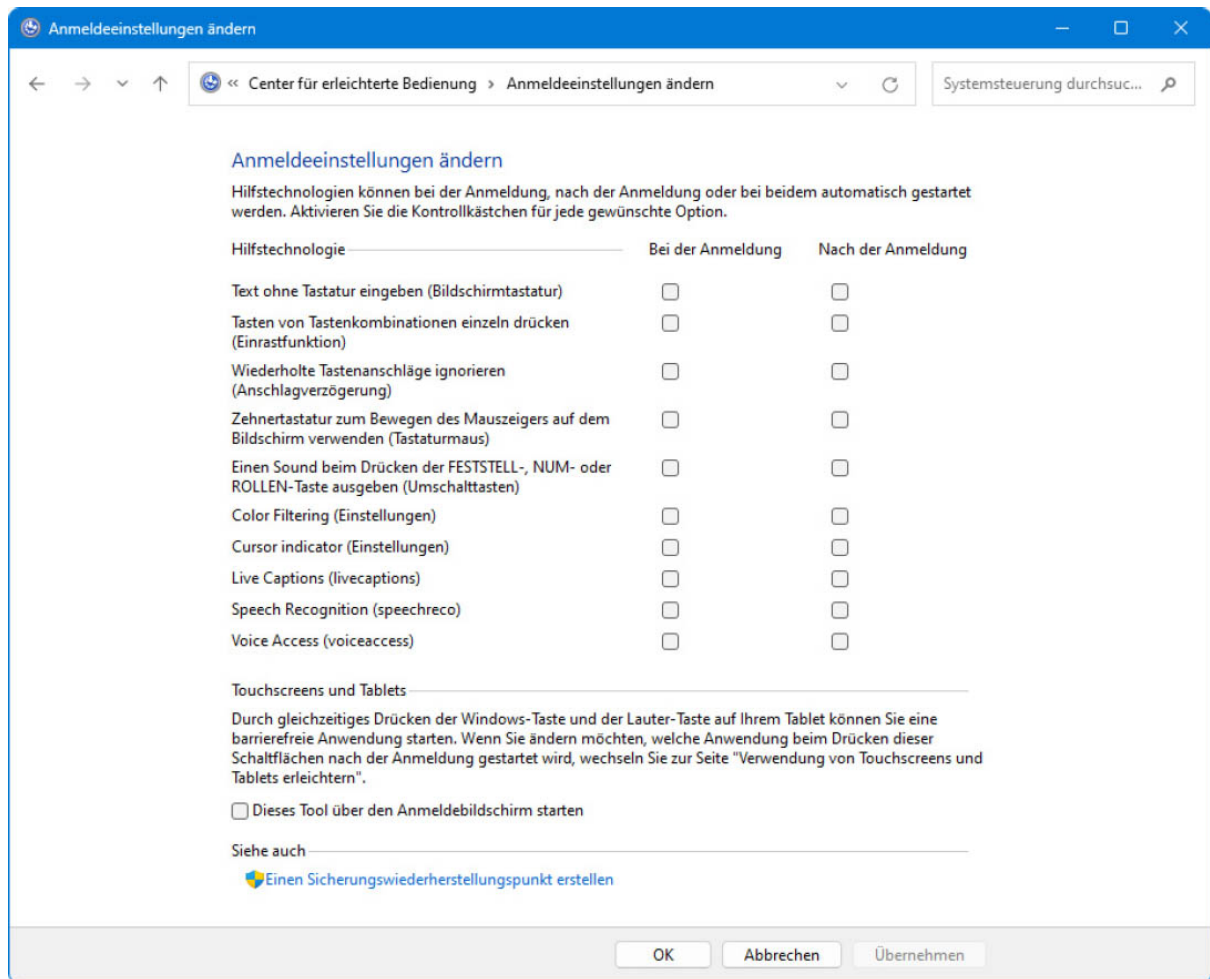 Anmeldeeinstellungen ändern
« Center für erleichterte Bedienung > Anmeldeeinstellungen ändern
Systemsteuerung durchsuc...
Anmeldeeinstellungen ändern
Hilfstechnologien können bei der Anmeldung, nach der Anmeldung oder bei beidem automatisch gestartet
werden. Aktivieren Sie die Kontrollkästchen für jede gewünschte Option.
Hilfstechnologie Bei der Anmeldung Nach der Anmeldung
Text ohne Tastatur eingeben (Bildschirmtastatur)
Tasten von Tastenkombinationen einzeln drücken
(Einrastfunktion)
Wiederholte Tastenanschläge ignorieren
(Anschlagverzögerung)
Zehnertastatur zum Bewegen des Mauszeigers auf dem
Bildschirm verwenden (Tastaturmaus)
Einen Sound beim Drücken der FESTSTELL-, NUM- oder
ROLLEN-Taste ausgeben (Umschalttasten)
Color Filtering (Einstellungen)
Cursor indicator (Einstellungen)
Live Captions (livecaptions)
Speech Recognition (speechreco)
Voice Access (voiceaccess)
Touchscreens und Tablets
Durch gleichzeitiges Drücken der Windows-Taste und der Lauter-Taste auf Ihrem Tablet können Sie eine
barrierefreie Anwendung starten. Wenn Sie ändern möchten, welche Anwendung beim Drücken dieser
Schaltflächen nach der Anmeldung gestartet wird, wechseln Sie zur Seite "Verwendung von Touchscreens und
Tablets erleichtern".
Dieses Tool über den Anmeldebildschirm starten
Siehe auch
Einen Sicherungswiederherstellungspunkt erstellen
OK Abbrechen Übernehmen